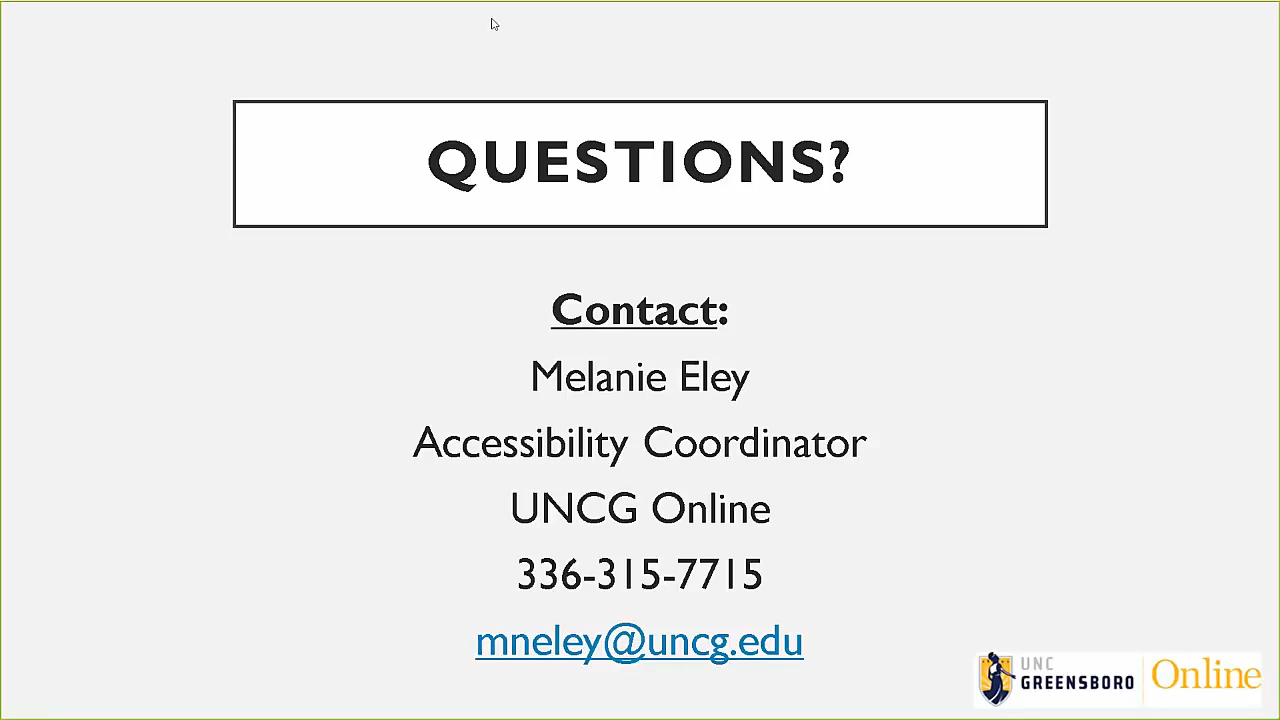 QUESTIONS?
Contact:
Melanie Eley
Accessibility Coordinator
UNCG Online
336-315-7715
mneley@uncg.edu
UNC
GREENSBORO
Online